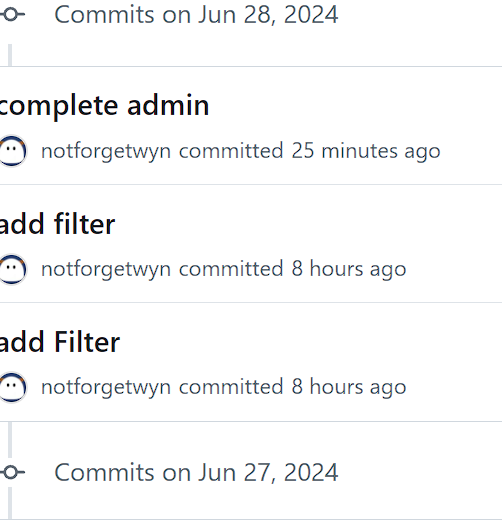 Commits on Jun 28, 2024
complete admin
notforgetwyn committed 25 minutes ago
add filter
notforgetwyn committed 8 hours ago
add Filter
notforgetwyn committed 8 hours ago
Commits on Jun 27, 2024